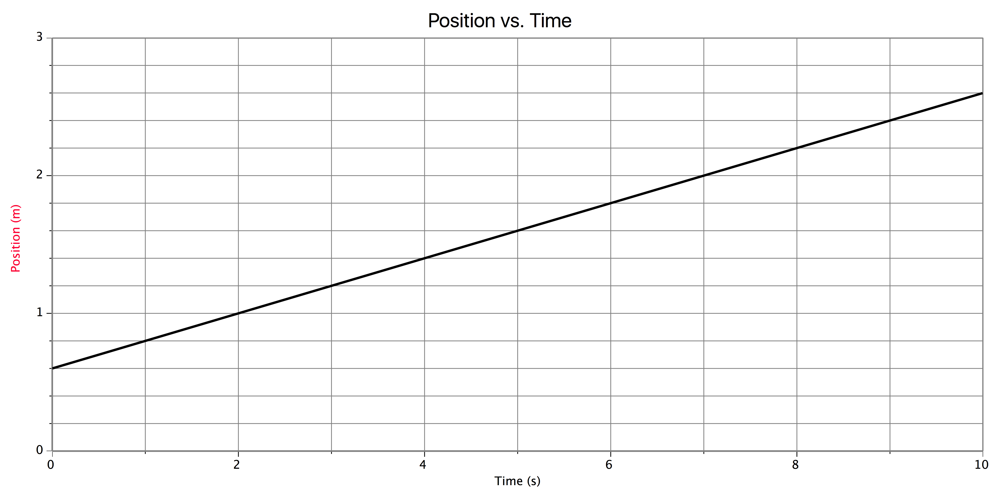 Position vs. Time
3
2
1
0
Position (m)
0 2 4 6 8 10
Time (s)